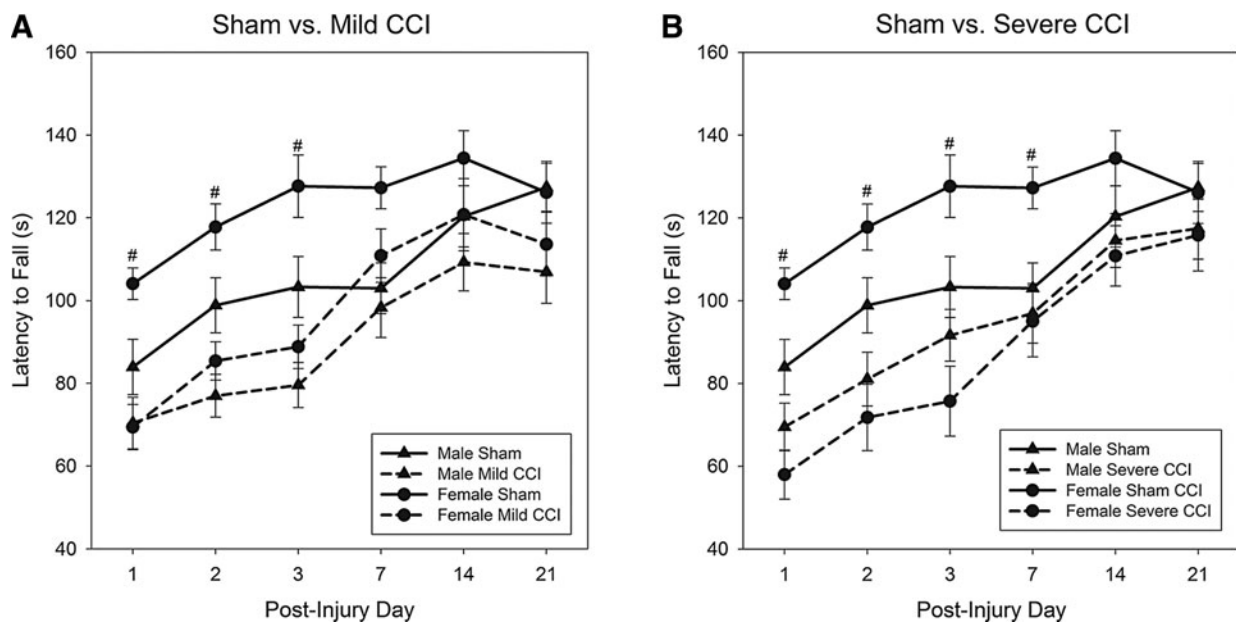 A
Sham vs. Mild CCI
160
140
120
100
80
60
40
Latency to Fall (s)
#
#
#
Male Sham
Male Mild CCI
Female Sham
Female Mild CCI
1 2 3 7 14 21
Post-Injury Day
B
Sham vs. Severe CCI
160
140
120
100
80
60
40
Latency to Fall (s)
#
#
#
#
Male Sham
Male Severe CCI
Female Sham CCI
Female Severe CCI
1 2 3 7 14 21
Post-Injury Day